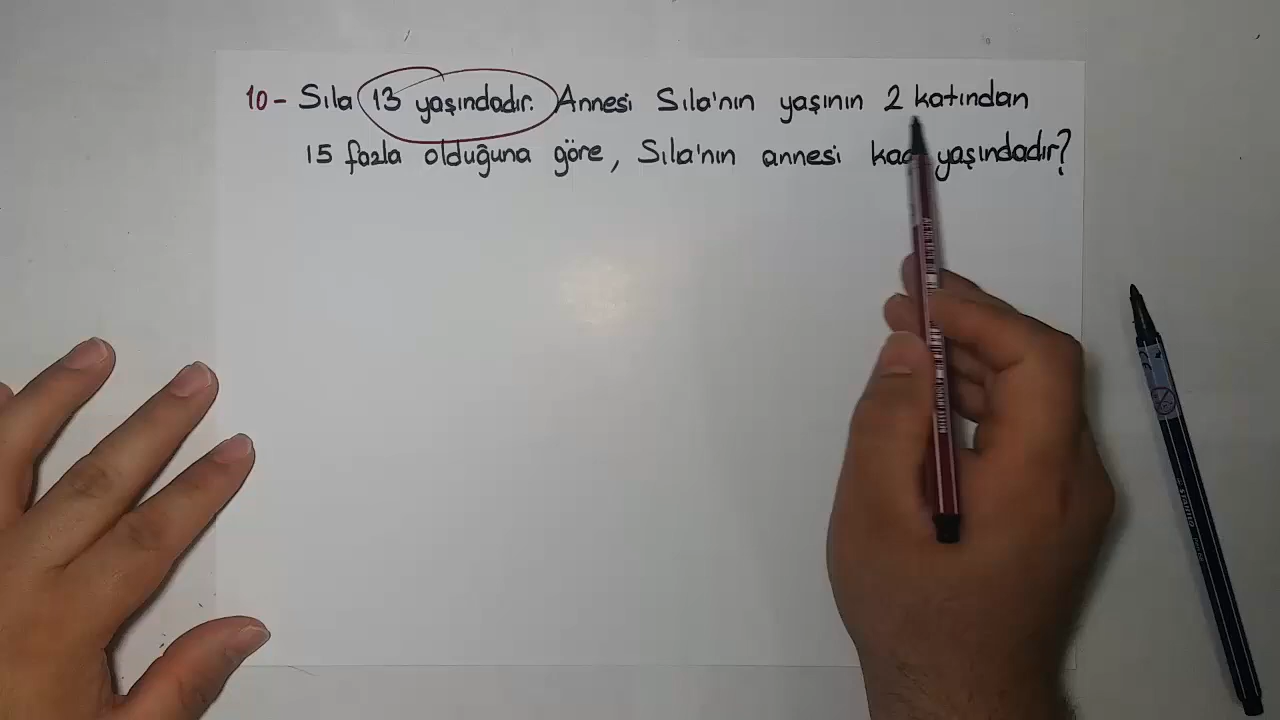 10- Sıla 13 yaşındadır. Annesi Sıla'nın yaşının 2 katından
15 fazla olduğuna göre, Sıla'nın annesi kaç yaşındadır?